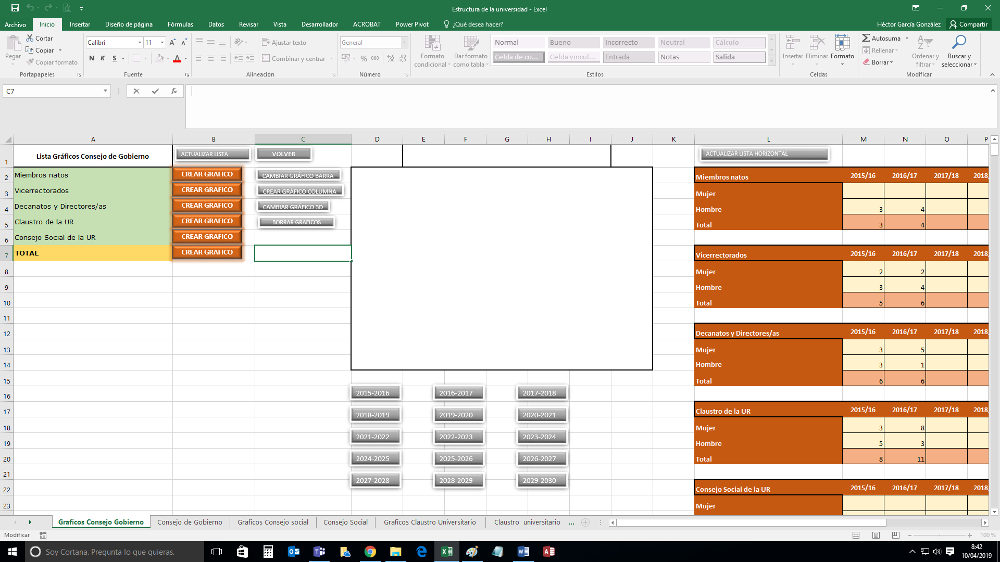 Estructura de la universidad - Excel
Archivo Inicio Insertar Diseño de página Fórmulas Datos Revisar Vista Desarrollador ACROBAT Power Pivot ¿Qué desea hacer? Héctor García González Compartir
Pegar Cortar
Copiar
Copiar formato
Portapapeles
Calibri 11
N K S
Fuente
Ajustar texto
Combinar y centrar
Alineación
General
% 000
Número
Formato condicional
Dar formato como tabla
Normal Bueno Incorrecto Neutral Cálculo
Celda de co... Celda vincul... Entrada Notas Salida
Estilos
Insertar Eliminar Formato
Celdas
Autosuma
Rellenar
Borrar
Ordenar y filtrar
Buscar y seleccionar
Modificar
C7 fx
A B C D E F G H I J K L M N O P
1 Lista Gráficos Consejo de Gobierno ACTUALIZAR LISTA VOLVER ACTUALIZAR LISTA HORIZONTAL
2 Miembros natos CREAR GRAFICO CAMBIAR GRÁFICO BARRA Miembros natos 2015/16 2016/17 2017/18 2018,
3 Vicerrectorados CREAR GRAFICO CREAR GRÁFICO COLUMNA Mujer
4 Decanatos y Directores/as CREAR GRAFICO CAMBIAR GRÁFICO 3D Hombre 3 4
5 Claustro de la UR CREAR GRAFICO BORRAR GRAFICOS Total 3 4
6 Consejo Social de la UR CREAR GRAFICO
7 TOTAL CREAR GRAFICO Vicerrectorados 2015/16 2016/17 2017/18 2018,
8 Mujer 2 2
9 Hombre 3 4
10 Total 5 6
11
12 Decanatos y Directores/as 2015/16 2016/17 2017/18 2018,
13 Mujer 3 5
14 Hombre 3 1
15 Total 6 6
16 2015-2016 2016-2017 2017-2018
17 2018-2019 2019-2020 2020-2021 Claustro de la UR 2015/16 2016/17 2017/18 2018,
18 Mujer 3 8
19 2021-2022 2022-2023 2023-2024 Hombre 5 3
20 2024-2025 2025-2026 2026-2027 Total 8 11
21
22 2027-2028 2028-2029 2029-2030 Consejo Social de la UR 2015/16 2016/17 2017/18 2018,
23 Mujer
Graficos Consejo Gobierno Consejo de Gobierno Graficos Consejo social Consejo Social Graficos Claustro Universitario Claustro universitario ...
Modificar 100 %
Soy Cortana. Pregunta lo que quieras.
8:42
10/04/2019